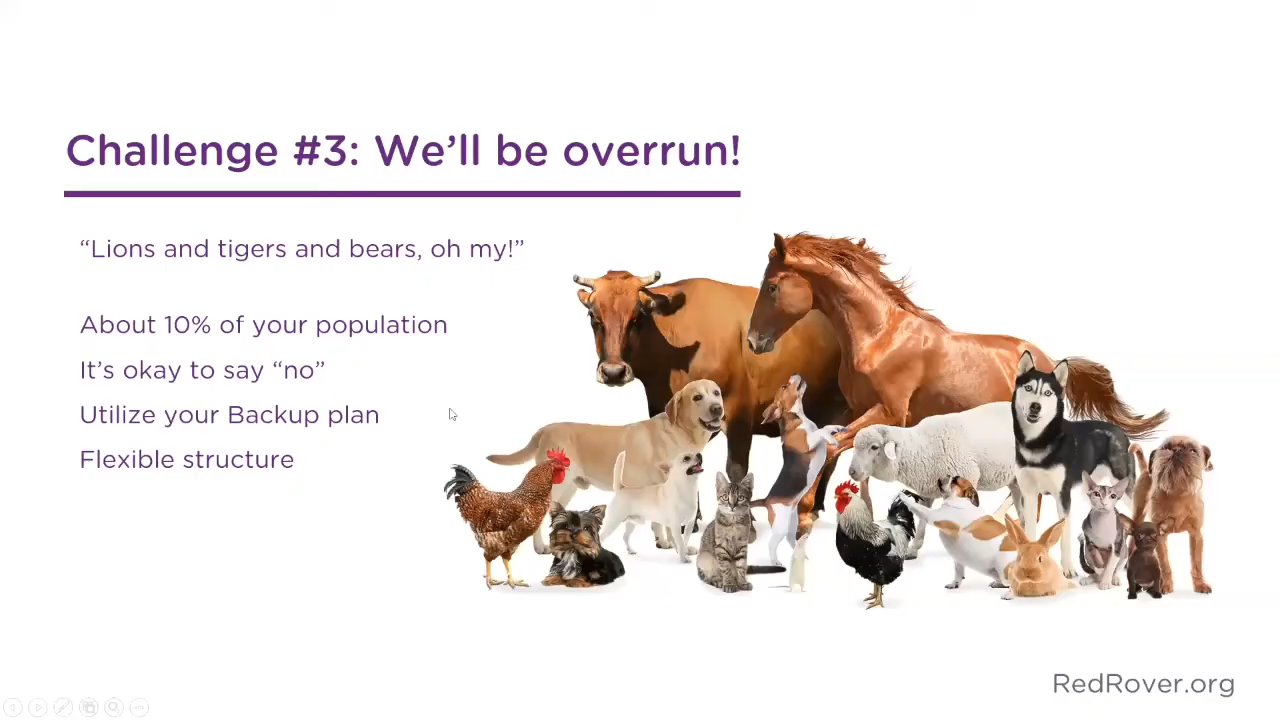 Challenge #3: We’ll be overrun!
“Lions and tigers and bears, oh my!”
About 10% of your population
It’s okay to say “no”
Utilize your Backup plan
Flexible structure
RedRover.org